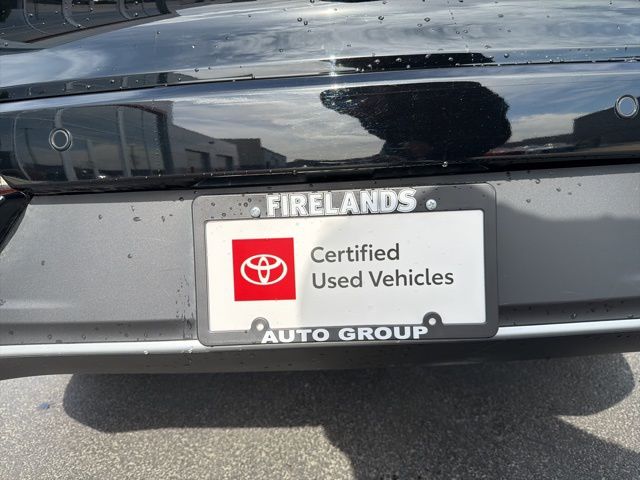 FIRELANDS
Certified
Used Vehicles
AUTO GROUP